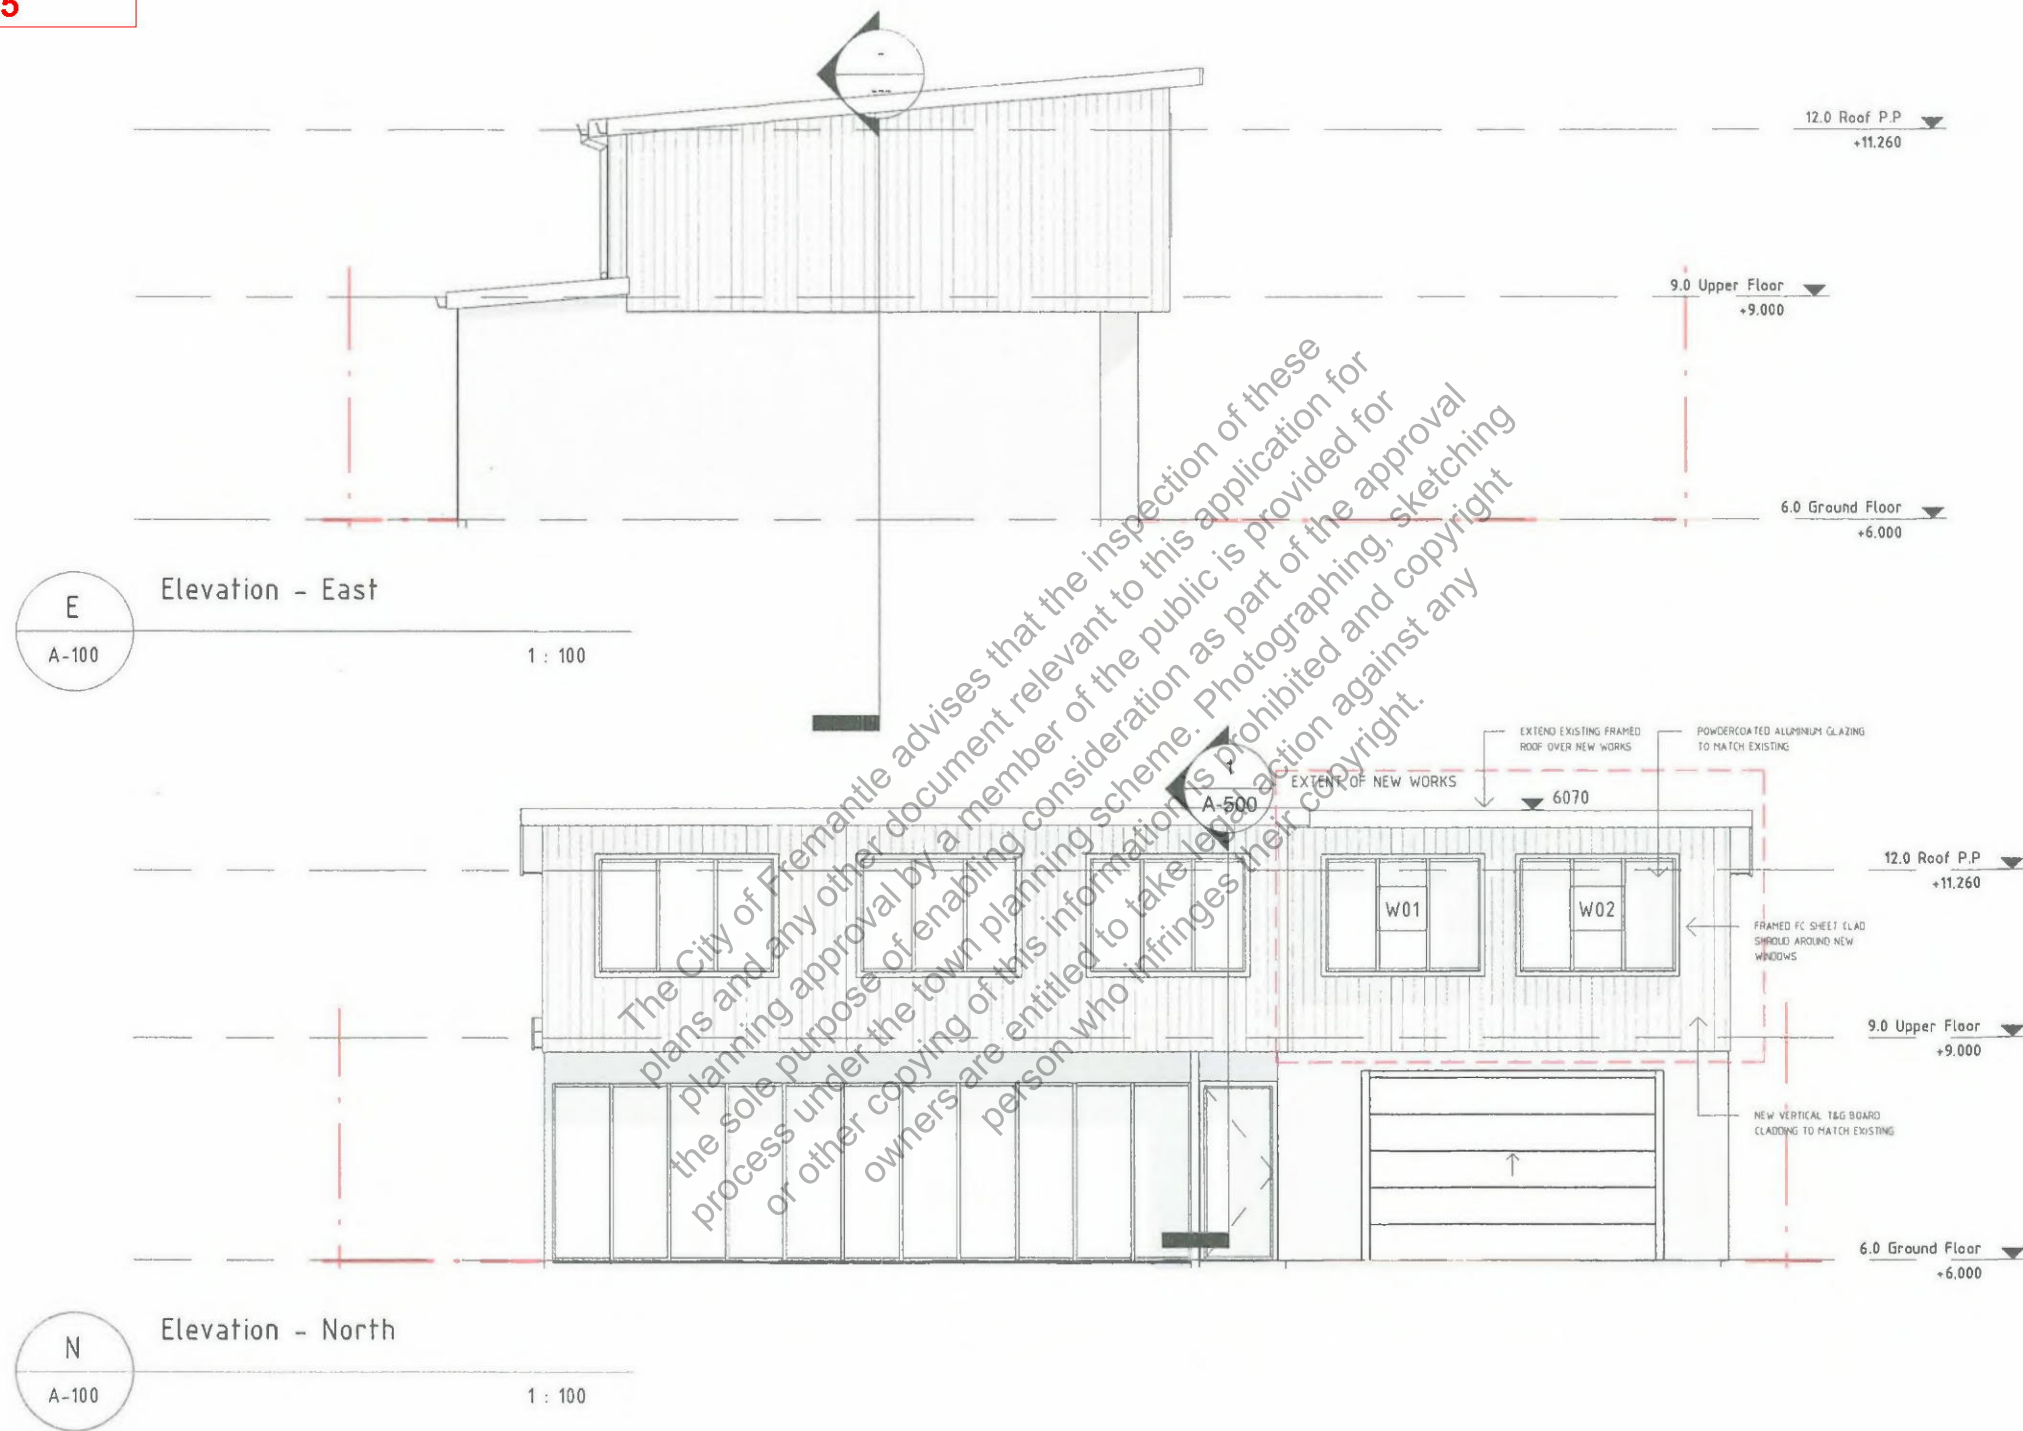 5
-
---
12.0 Roof P.P
+11.260
9.0 Upper Floor
+9.000
6.0 Ground Floor
+6.000
E
A-100
Elevation - East
1 : 100
The City of Fremantle advises that the inspection of these
plans and any other document relevant to this application for
planning approval by a member of the public is provided for
the sole purpose of enabling consideration as part of the approval
process under the town planning scheme. Photographing, sketching
or other copying of this information is prohibited and copyright
owners are entitled to take legal action against any
person who infringes their copyright.
1
A-500
EXTENT OF NEW WORKS
EXTEND EXISTING FRAMED
ROOF OVER NEW WORKS
POWDERCOATED ALUMINIUM GLAZING
TO MATCH EXISTING
6070
W01
W02
12.0 Roof P.P
+11.260
FRAMED FC SHEET CLAD
SHROUD AROUND NEW
WINDOWS
9.0 Upper Floor
+9.000
NEW VERTICAL T&G BOARD
CLADDING TO MATCH EXISTING
6.0 Ground Floor
+6.000
N
A-100
Elevation - North
1 : 100